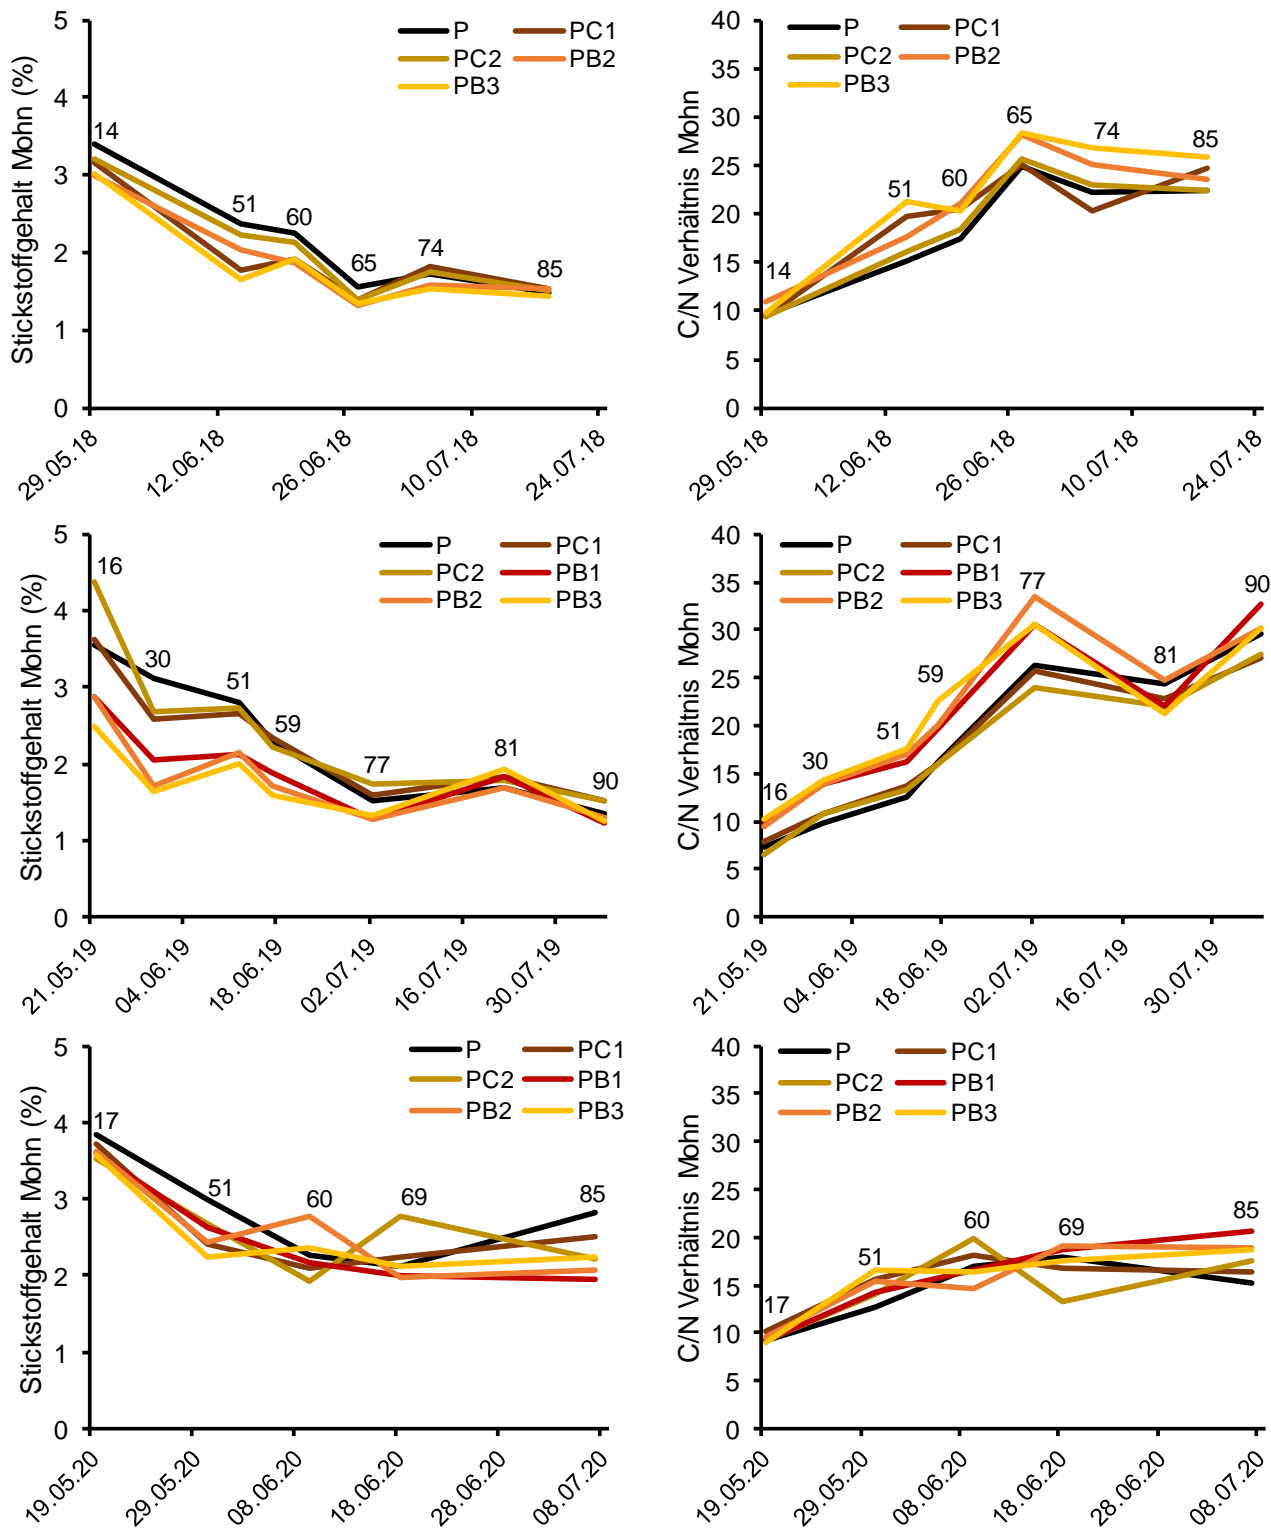 Stickstoffgehalt Mohn (%)
5
4
3
2
1
0
P PC1
PC2 PB2
PB3
14
51
60
65
74
85
29.05.18 12.06.18 26.06.18 10.07.18 24.07.18
C/N Verhältnis Mohn
40
35
30
25
20
15
10
5
0
P PC1
PC2 PB2
PB3
14
51
60
65
74
85
29.05.18 12.06.18 26.06.18 10.07.18 24.07.18
Stickstoffgehalt Mohn (%)
5
4
3
2
1
0
P PC1
PC2 PB1
PB2 PB3
16
30
51
59
77
81
90
21.05.19 04.06.19 18.06.19 02.07.19 16.07.19 30.07.19
C/N Verhältnis Mohn
40
35
30
25
20
15
10
5
0
P PC1
PC2 PB1
PB2 PB3
16
30
51
59
77
81
90
21.05.19 04.06.19 18.06.19 02.07.19 16.07.19 30.07.19
Stickstoffgehalt Mohn (%)
5
4
3
2
1
0
P PC1
PC2 PB1
PB2 PB3
17
51
60
69
85
19.05.20 29.05.20 08.06.20 18.06.20 28.06.20 08.07.20
C/N Verhältnis Mohn
40
35
30
25
20
15
10
5
0
P PC1
PC2 PB1
PB2 PB3
17
51
60
69
85
19.05.20 29.05.20 08.06.20 18.06.20 28.06.20 08.07.20